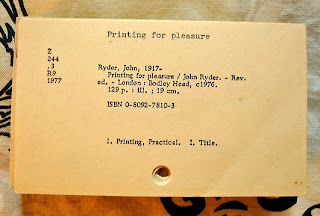 Printing for pleasure
Z
244
.3
R9
1977
Ryder, John, 1917-
Printing for pleasure / John Ryder. - Rev.
ed. - London : Bodley Head, c1976.
129 p. : ill. ; 19 cm.
ISBN 0-8092-7810-3
1. Printing, Practical. I. Title.